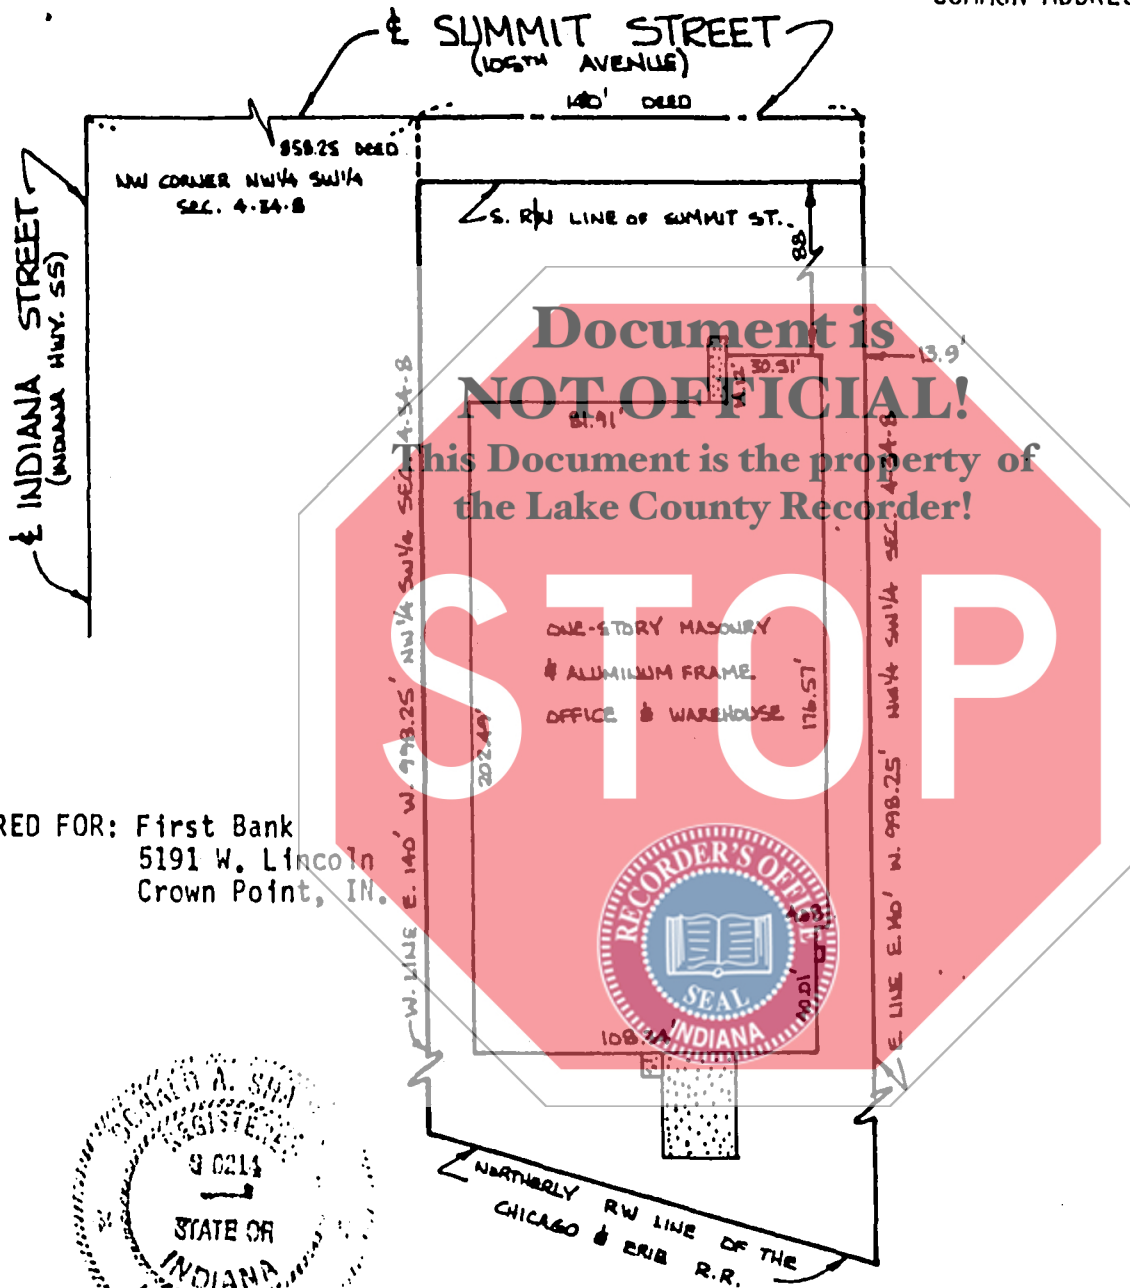 ℄ SUMMIT STREET
(105TH AVENUE)
140' DEED
858.25 DEED
NW CORNER NW1/4 SW1/4
SEC. 4-34-8
℄ INDIANA STREET
(INDIANA HWY. 55)
S. R/W LINE OF SUMMIT ST.
88
Document is
NOT OFFICIAL!
This Document is the property of
the Lake County Recorder!
13.9'
30.51'
81.91'
STOP
ONE-STORY MASONRY
& ALUMINUM FRAME
OFFICE & WAREHOUSE
176.57'
202.49'
W. LINE E. 140' W. 998.25' NW1/4 SW1/4 SEC. 4-34-8
E. LINE E. 140' W. 998.25' NW1/4 SW1/4 SEC. 4-34-8
RED FOR: First Bank
5191 W. Lincoln
Crown Point, IN.
RECORDER'S OFFICE
SEAL
INDIANA
DONALD A.
REGISTERED
0214
STATE OF
INDIANA
NORTHERLY RW LINE OF THE
CHICAGO & ERIE R.R.